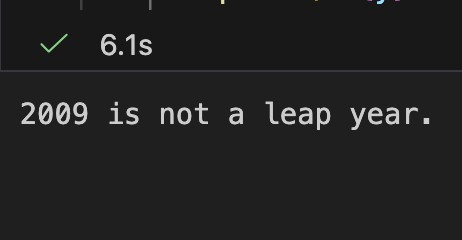 6.1s
2009 is not a leap year.